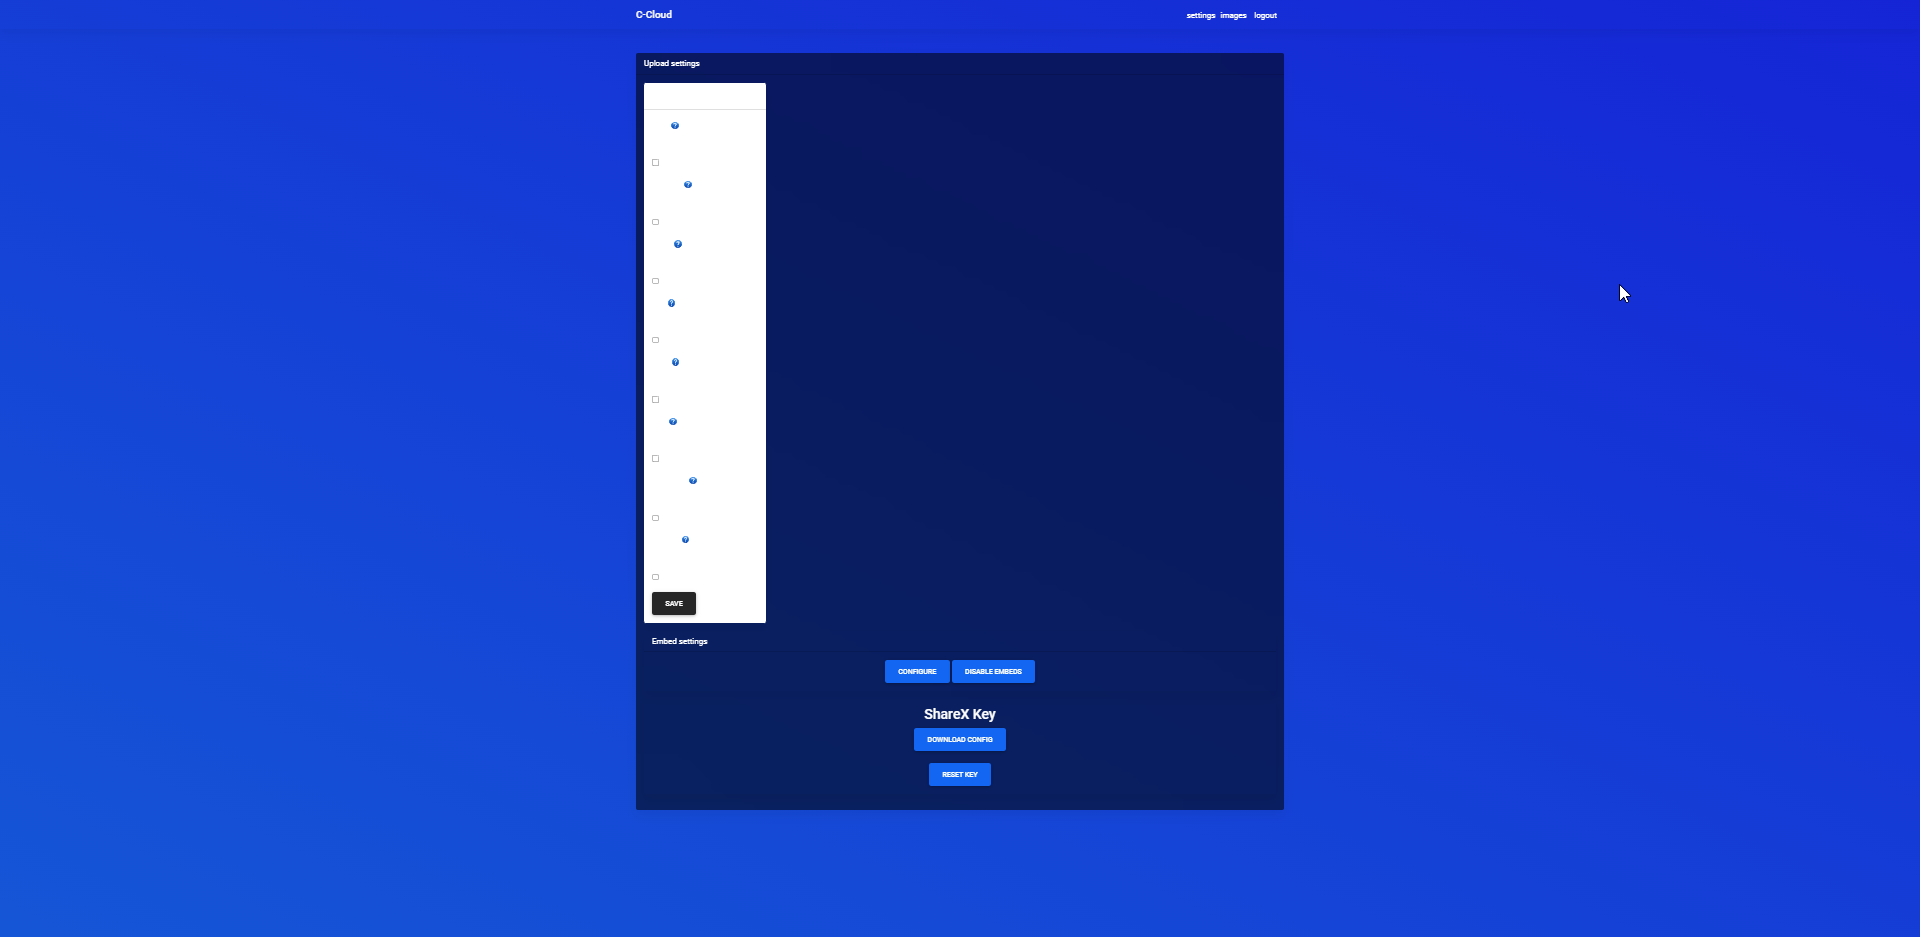 C-Cloud
settings images logout
Upload settings
?
?
?
?
?
?
?
?
SAVE
Embed settings
CONFIGURE DISABLE EMBEDS
ShareX Key
DOWNLOAD CONFIG
RESET KEY